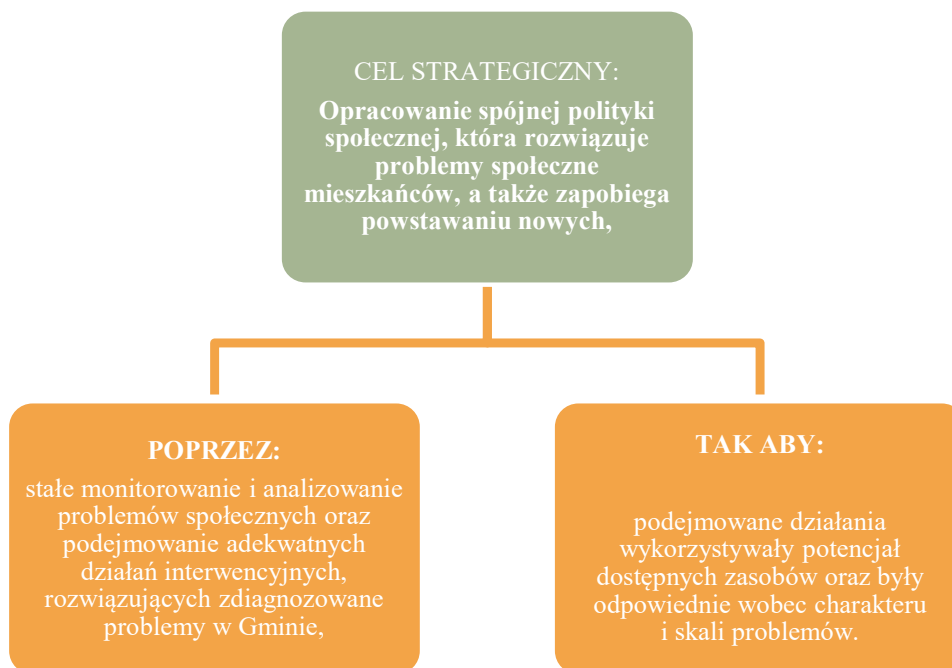 CEL STRATEGICZNY:
Opracowanie spójnej polityki
społecznej, która rozwiązuje
problemy społeczne
mieszkańców, a także zapobiega
powstawaniu nowych,
POPRZEZ:
stałe monitorowanie i analizowanie
problemów społecznych oraz
podejmowanie adekwatnych
działań interwencyjnych,
rozwiązujących zdiagnozowane
problemy w Gminie,
TAK ABY:
podejmowane działania
wykorzystywały potencjał
dostępnych zasobów oraz były
odpowiednie wobec charakteru
i skali problemów.